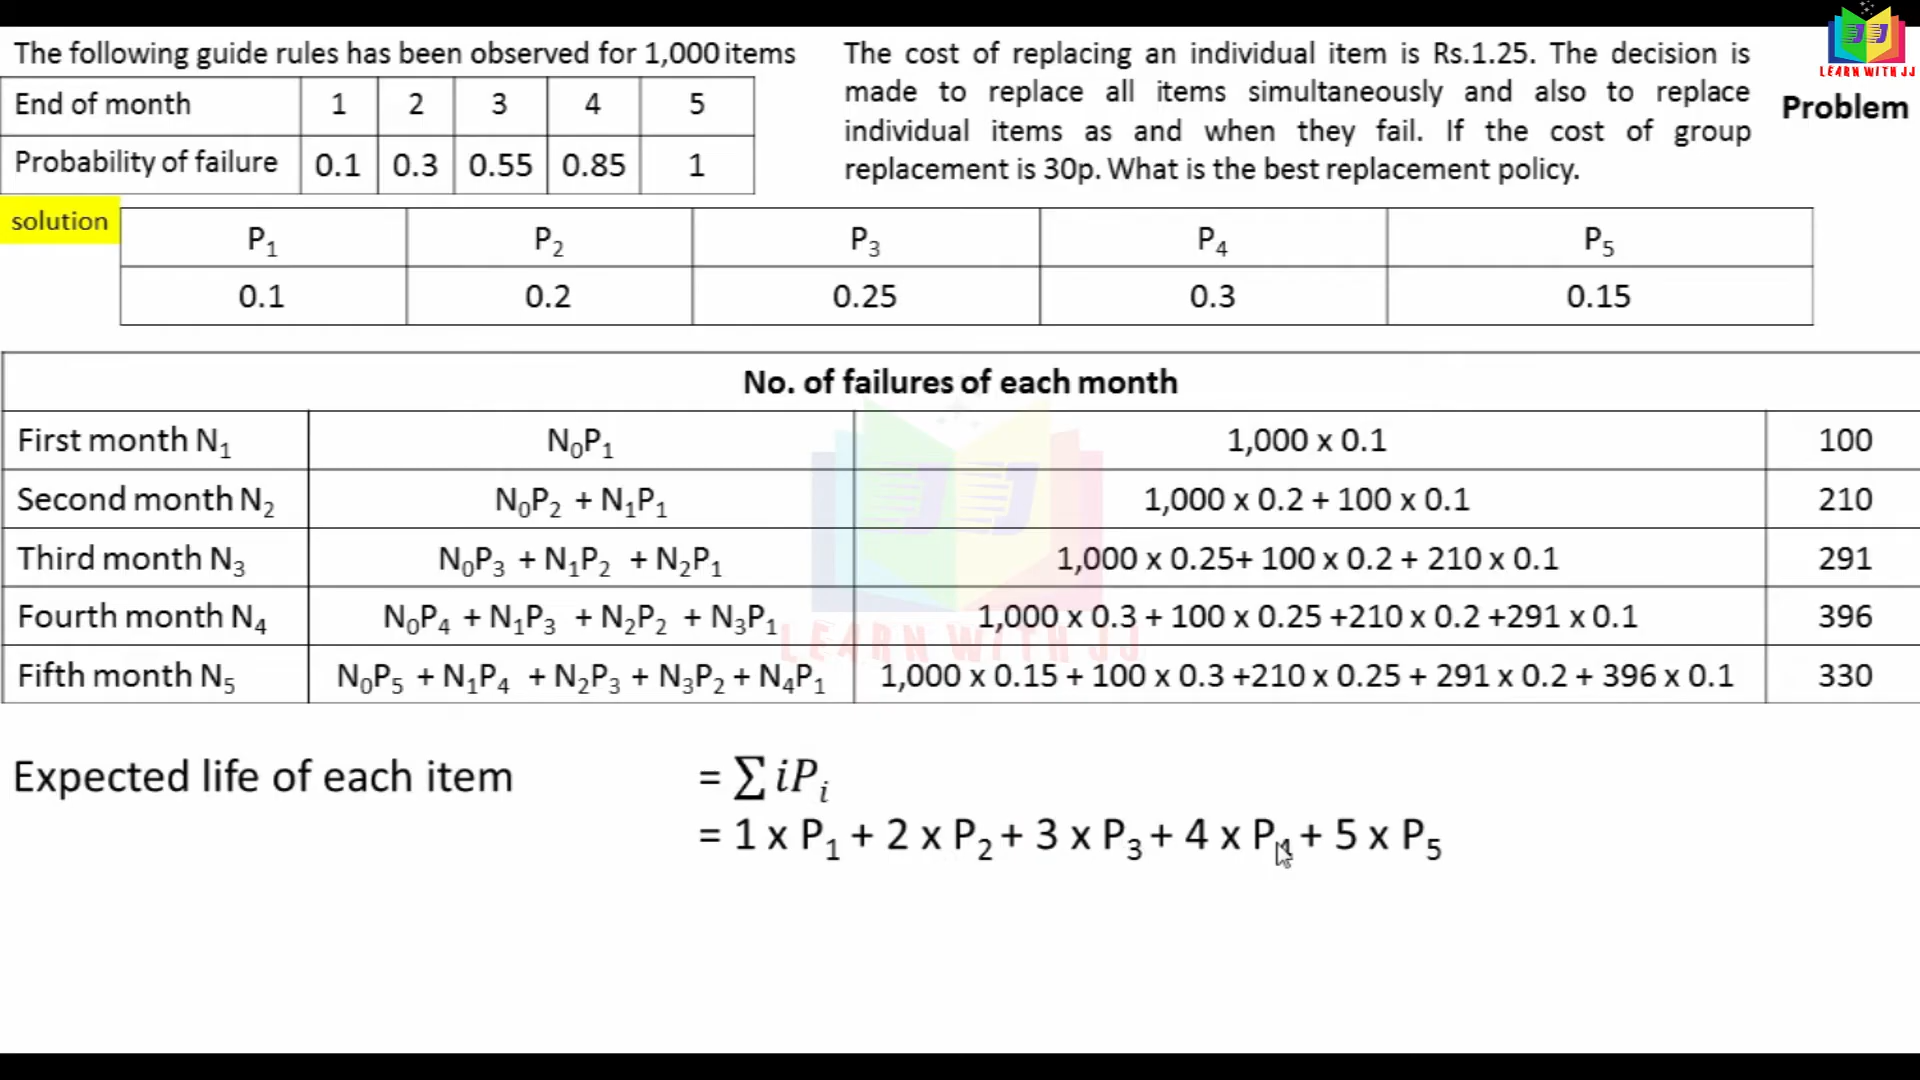 The following guide rules has been observed for 1,000 items
End of month 1 2 3 4 5
Probability of failure 0.1 0.3 0.55 0.85 1
The cost of replacing an individual item is Rs.1.25. The decision is
made to replace all items simultaneously and also to replace
individual items as and when they fail. If the cost of group
replacement is 30p. What is the best replacement policy.
LEARN WITH JJ
Problem
solution
P₁ P₂ P₃ P₄ P₅
0.1 0.2 0.25 0.3 0.15
No. of failures of each month
First month N₁ N₀P₁ 1,000 x 0.1 100
Second month N₂ N₀P₂ + N₁P₁ 1,000 x 0.2 + 100 x 0.1 210
Third month N₃ N₀P₃ + N₁P₂ + N₂P₁ 1,000 x 0.25+ 100 x 0.2 + 210 x 0.1 291
Fourth month N₄ N₀P₄ + N₁P₃ + N₂P₂ + N₃P₁ 1,000 x 0.3 + 100 x 0.25 +210 x 0.2 +291 x 0.1 396
Fifth month N₅ N₀P₅ + N₁P₄ + N₂P₃ + N₃P₂ + N₄P₁ 1,000 x 0.15 + 100 x 0.3 +210 x 0.25 + 291 x 0.2 + 396 x 0.1 330
LEARN WITH JJ
Expected life of each item = ∑ iPᵢ
= 1 x P₁ + 2 x P₂ + 3 x P₃ + 4 x P₄ + 5 x P₅